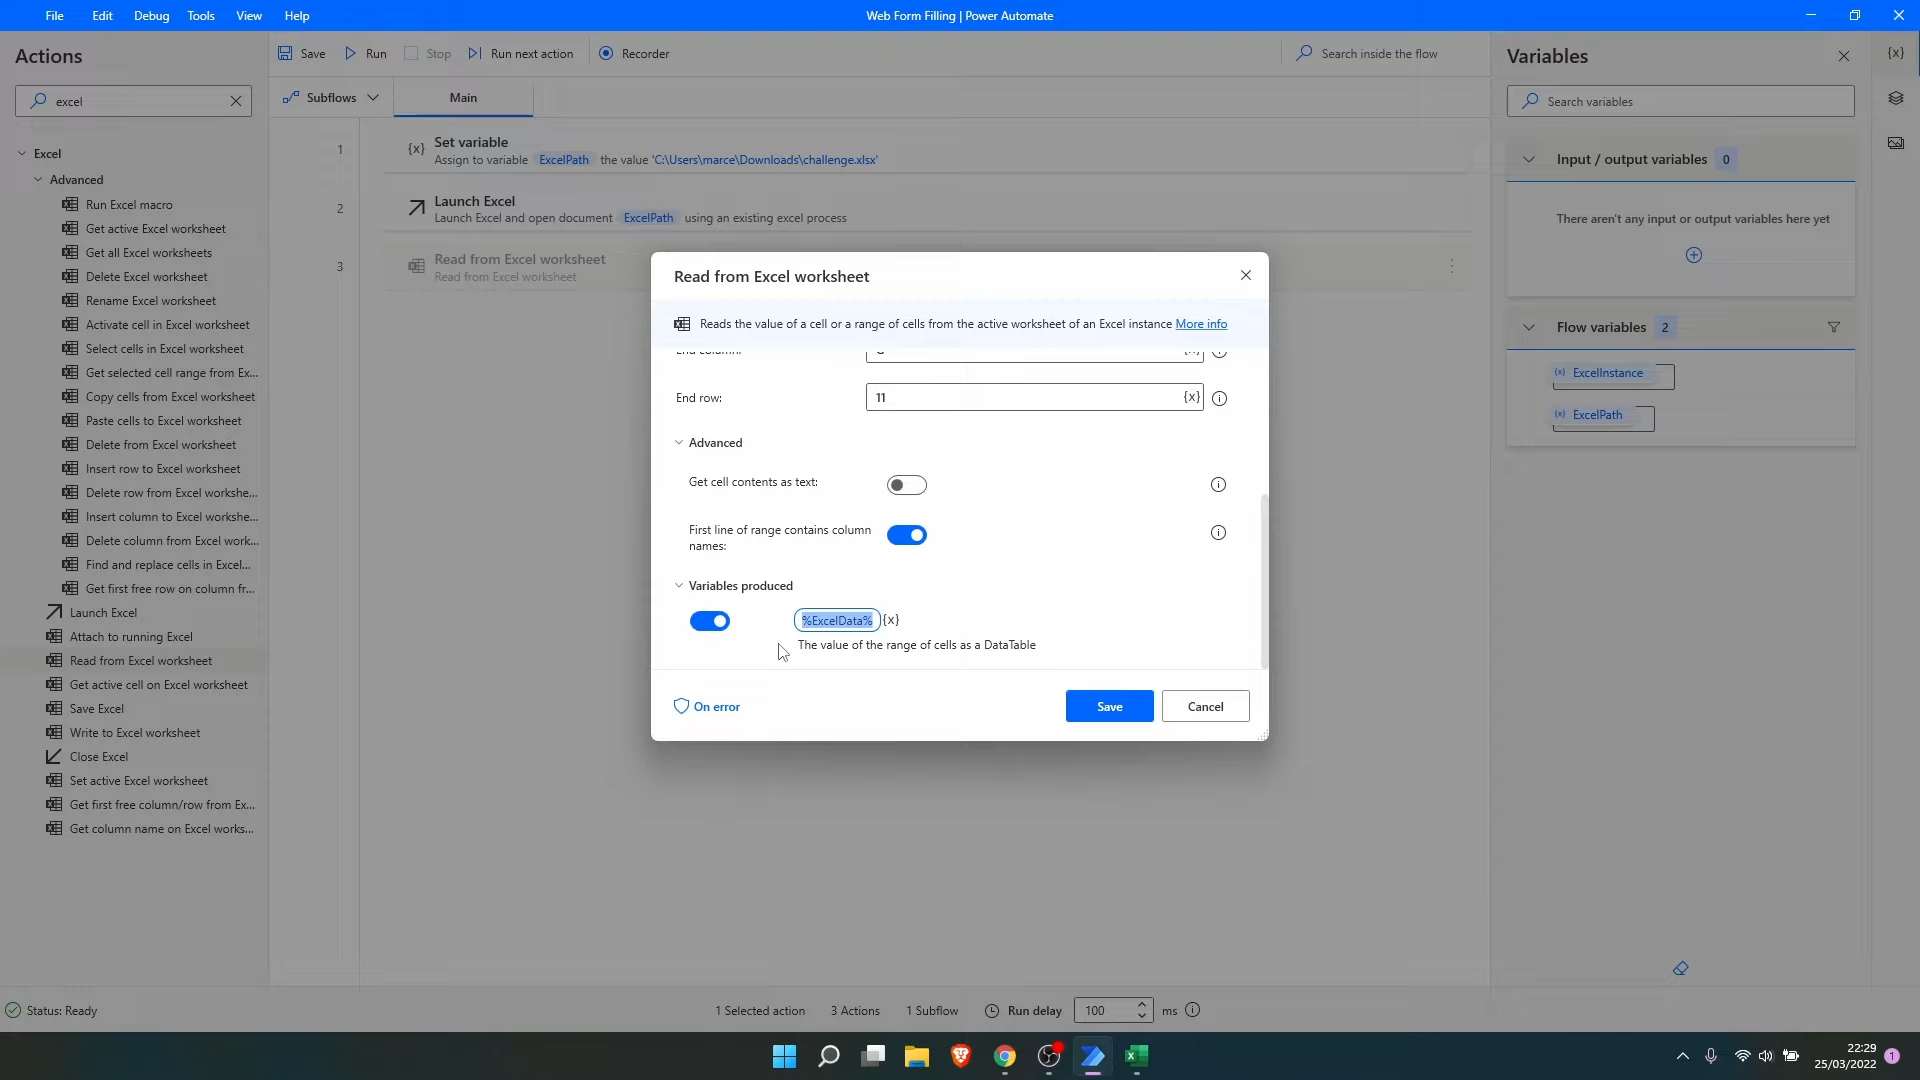 File Edit Debug Tools View Help
Web Form Filling | Power Automate
Actions
Save Run Stop Run next action Recorder
Search inside the flow
Variables
{x}
excel
Subflows Main
Search variables
Excel
Advanced
Run Excel macro
Get active Excel worksheet
Get all Excel worksheets
Delete Excel worksheet
Rename Excel worksheet
Activate cell in Excel worksheet
Select cells in Excel worksheet
Get selected cell range from Ex...
Copy cells from Excel worksheet
Paste cells to Excel worksheet
Delete from Excel worksheet
Insert row to Excel worksheet
Delete row from Excel workshe...
Insert column to Excel workshe...
Delete column from Excel work...
Find and replace cells in Excel...
Get first free row on column fr...
Launch Excel
Attach to running Excel
Read from Excel worksheet
Get active cell on Excel worksheet
Save Excel
Write to Excel worksheet
Close Excel
Set active Excel worksheet
Get first free column/row from Ex...
Get column name on Excel works...
1
{x} Set variable
Assign to variable ExcelPath the value 'C:\Users\marce\Downloads\challenge.xlsx'
2
Launch Excel
Launch Excel and open document ExcelPath using an existing excel process
3
Read from Excel worksheet
Read from Excel worksheet
Read from Excel worksheet
Reads the value of a cell or a range of cells from the active worksheet of an Excel instance More info
End column:
End row: 11 {x}
Advanced
Get cell contents as text:
First line of range contains column
names:
Variables produced
%ExcelData% {x}
The value of the range of cells as a DataTable
On error
Save
Cancel
Input / output variables 0
There aren't any input or output variables here yet
Flow variables 2
{x} ExcelInstance
{x} ExcelPath
Status: Ready
1 Selected action 3 Actions 1 Subflow Run delay 100 ms
22:29
25/03/2022
1